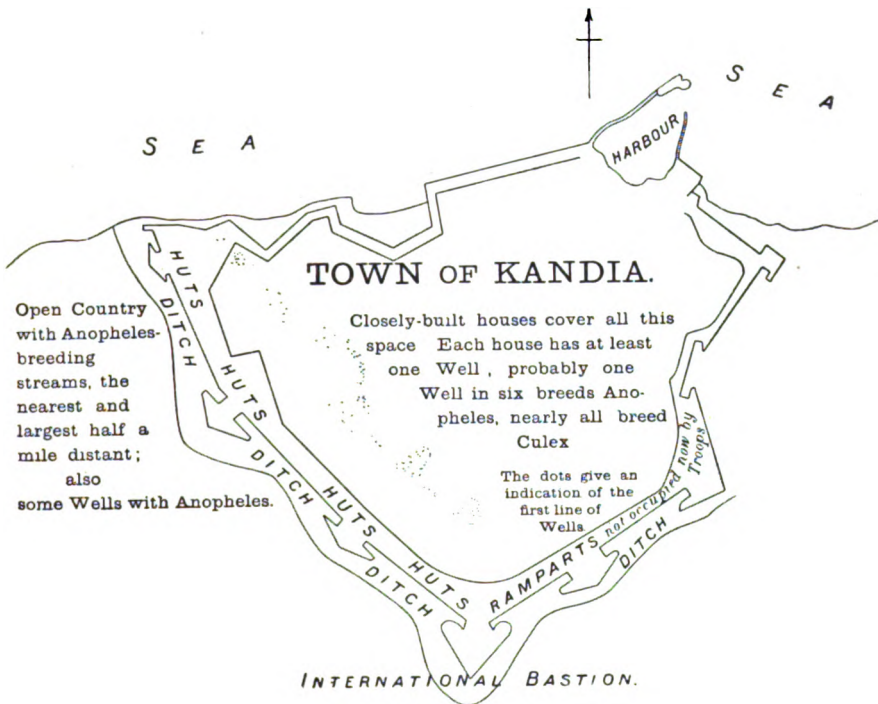 SEA
SEA
HARBOUR
TOWN OF KANDIA.
Closely-built houses cover all this
space Each house has at least
one Well, probably one
Well in six breeds Ano-
pheles, nearly all breed
Culex
The dots give an
indication of the
first line of
Wells
Open Country
with Anopheles-
breeding
streams, the
nearest and
largest half a
mile distant;
also
some Wells with Anopheles.
HUTS
DITCH
HUTS
DITCH
HUTS
DITCH
HUTS
RAMPARTS not occupied now by
Troops
DITCH
INTERNATIONAL BASTION.